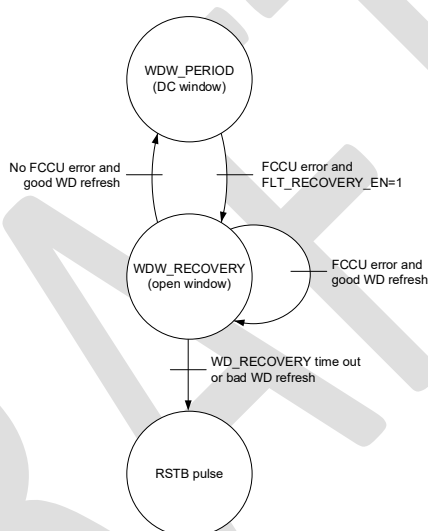 WDW_PERIOD
(DC window)
No FCCU error and
good WD refresh
FCCU error and
FLT_RECOVERY_EN=1
WDW_RECOVERY
(open window)
FCCU error and
good WD refresh
WD_RECOVERY time out
or bad WD refresh
RSTB pulse